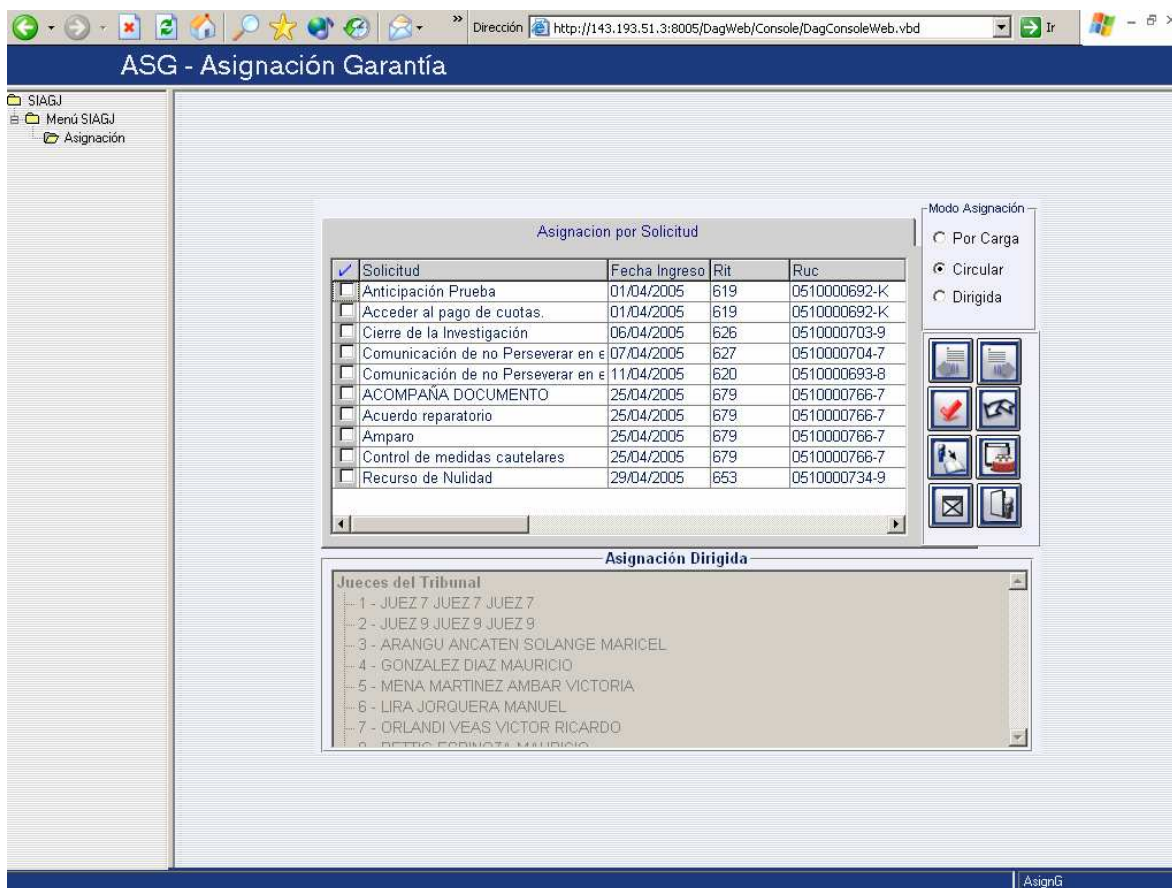 » Dirección http://143.193.51.3:8005/DagWeb/Console/DagConsoleWeb.vbd Ir
ASG - Asignación Garantía
SIAGJ
Menú SIAGJ
Asignación
Modo Asignación
Por Carga
Circular
Dirigida
Asignacion por Solicitud
Solicitud Fecha Ingreso Rit Ruc
Anticipación Prueba 01/04/2005 619 0510000692-K
Acceder al pago de cuotas. 01/04/2005 619 0510000692-K
Cierre de la Investigación 06/04/2005 626 0510000703-9
Comunicación de no Perseverar en e 07/04/2005 627 0510000704-7
Comunicación de no Perseverar en e 11/04/2005 620 0510000693-8
ACOMPAÑA DOCUMENTO 25/04/2005 679 0510000766-7
Acuerdo reparatorio 25/04/2005 679 0510000766-7
Amparo 25/04/2005 679 0510000766-7
Control de medidas cautelares 25/04/2005 679 0510000766-7
Recurso de Nulidad 29/04/2005 653 0510000734-9
Asignación Dirigida
Jueces del Tribunal
1 - JUEZ 7 JUEZ 7 JUEZ 7
2 - JUEZ 9 JUEZ 9 JUEZ 9
3 - ARANGU ANCATEN SOLANGE MARICEL
4 - GONZALEZ DIAZ MAURICIO
5 - MENA MARTINEZ AMBAR VICTORIA
6 - LIRA JORQUERA MANUEL
7 - ORLANDI VEAS VICTOR RICARDO
AsignG